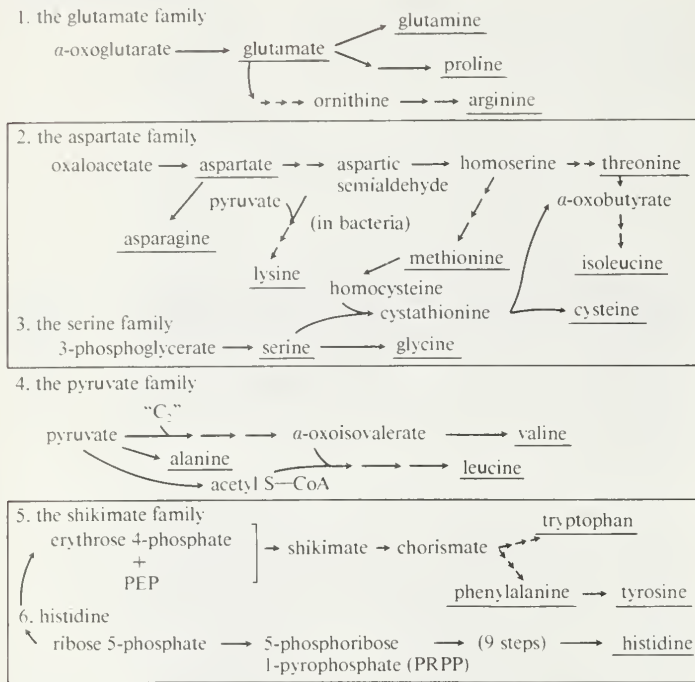 1. the glutamate family
α-oxoglutarate glutamate glutamine
proline
ornithine arginine
2. the aspartate family
oxaloacetate aspartate aspartic semialdehyde homoserine threonine
pyruvate (in bacteria) α-oxobutyrate
asparagine
lysine methionine isoleucine
homocysteine
cystathionine cysteine
3. the serine family
3-phosphoglycerate serine glycine
4. the pyruvate family
"C₂"
pyruvate α-oxoisovalerate valine
alanine leucine
acetyl S—CoA
5. the shikimate family
tryptophan
erythrose 4-phosphate
+ shikimate chorismate
PEP
phenylalanine tyrosine
6. histidine
ribose 5-phosphate 5-phosphoribose (9 steps) histidine
1-pyrophosphate (PRPP)